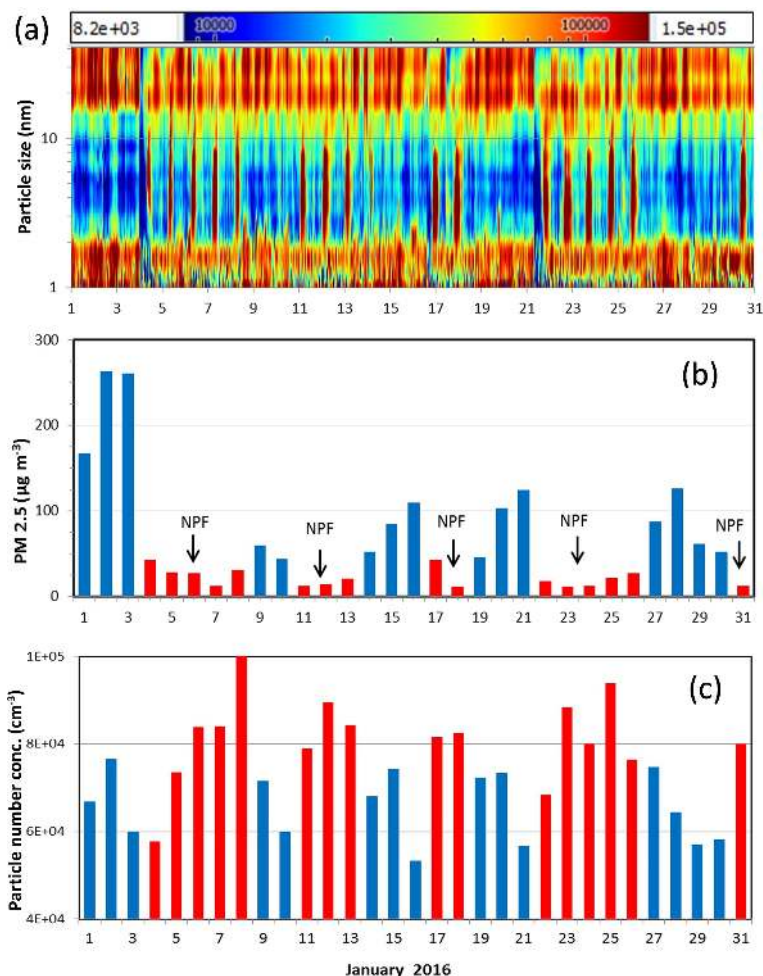 (a)
8.2e+03 10000 100000 1.5e+05
Particle size (nm)
10
1
1 3 5 7 9 11 13 15 17 19 21 23 25 27 29 31
(b)
PM 2.5 (µg m-3)
300
200
100
0
NPF NPF NPF NPF NPF
1 3 5 7 9 11 13 15 17 19 21 23 25 27 29 31
(c)
Particle number conc. (cm-3)
1E+05
8E+04
6E+04
4E+04
1 3 5 7 9 11 13 15 17 19 21 23 25 27 29 31
January 2016